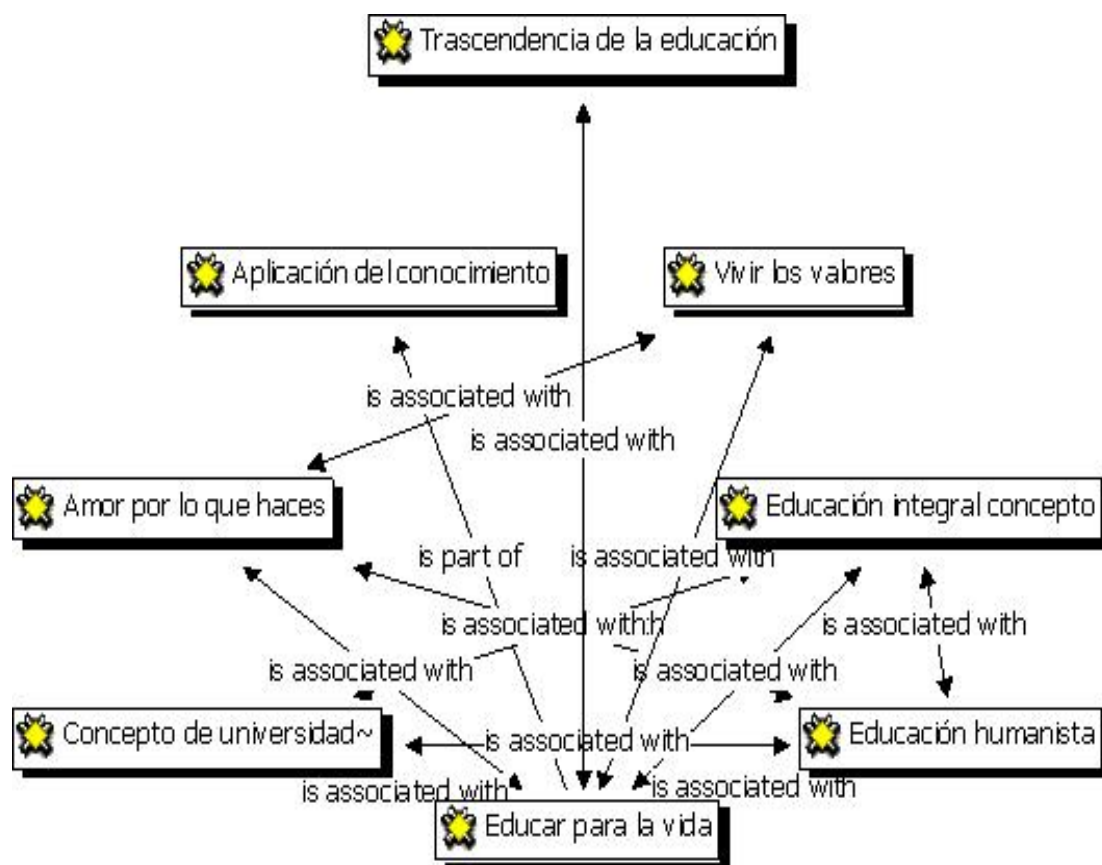 Trascendencia de la educación
Aplicación del conocimiento
Vivir los valores
is associated with
is associated with
Amor por lo que haces
Educación integral concepto
is part of
is associated with
is associated with
is associated with
is associated with
is associated with
Concepto de universidad~
is associated with
Educación humanista
is associated with
is associated with
Educar para la vida